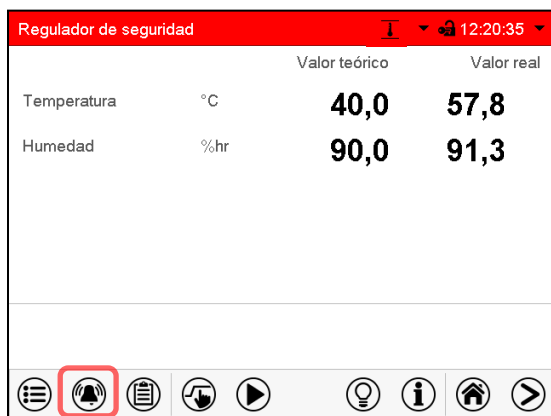 Regulador de seguridad 12:20:35
Valor teórico Valor real
Temperatura °C 40,0 57,8
Humedad %hr 90,0 91,3